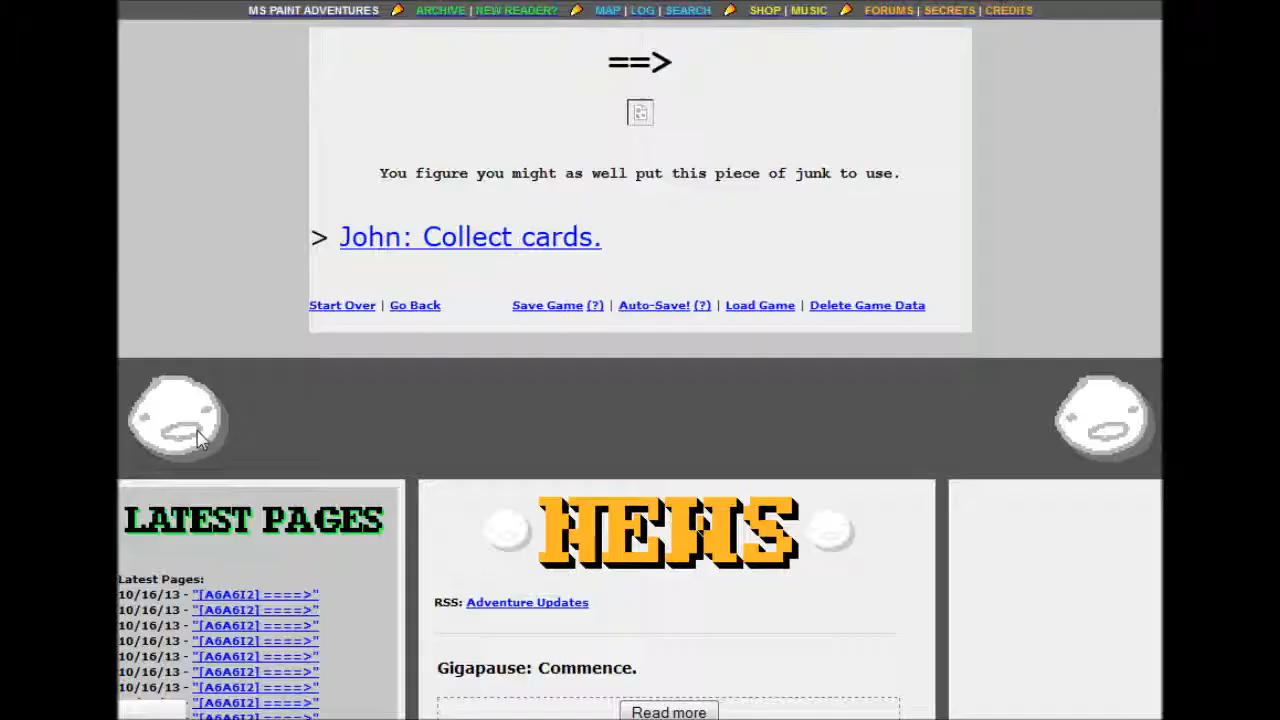 MS PAINT ADVENTURES ARCHIVE | NEW READER? MAP | LOG | SEARCH SHOP | MUSIC FORUMS | SECRETS | CREDITS
==>
You figure you might as well put this piece of junk to use.
> John: Collect cards.
Start Over | Go Back Save Game (?) | Auto-Save! (?) | Load Game | Delete Game Data
LATEST PAGES
NEWS
Latest Pages:
10/16/13 - "[A6A6I2] ====>"
10/16/13 - "[A6A6I2] ====>"
10/16/13 - "[A6A6I2] ====>"
10/16/13 - "[A6A6I2] ====>"
10/16/13 - "[A6A6I2] ====>"
10/16/13 - "[A6A6I2] ====>"
10/16/13 - "[A6A6I2] ====>"
"[A6A6I2] ====>"
RSS: Adventure Updates
Gigapause: Commence.
Read more